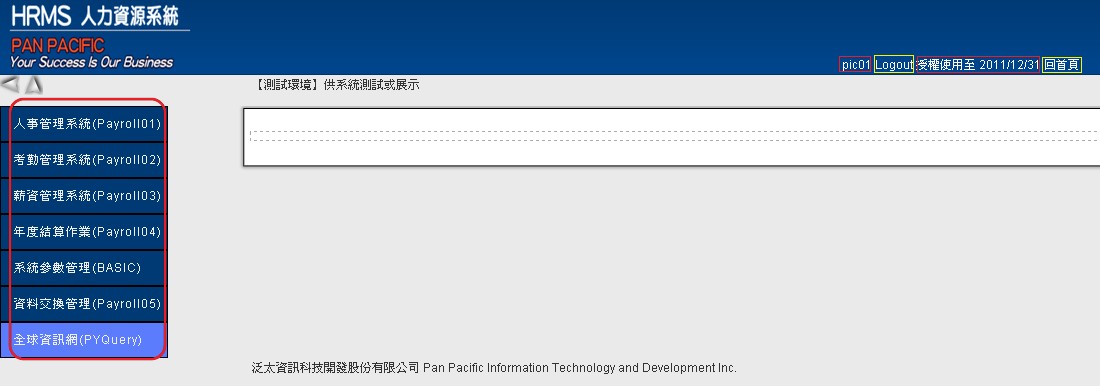 HRMS 人力資源系統
PAN PACIFIC
Your Success Is Our Business
pic01 Logout 授權使用至 2011/12/31 回首頁
【測試環境】供系統測試或展示
人事管理系統(Payroll01)
考勤管理系統(Payroll02)
薪資管理系統(Payroll03)
年度結算作業(Payroll04)
系統參數管理(BASIC)
資料交換管理(Payroll05)
全球資訊網(PYQuery)
泛太資訊科技開發股份有限公司 Pan Pacific Information Technology and Development Inc.